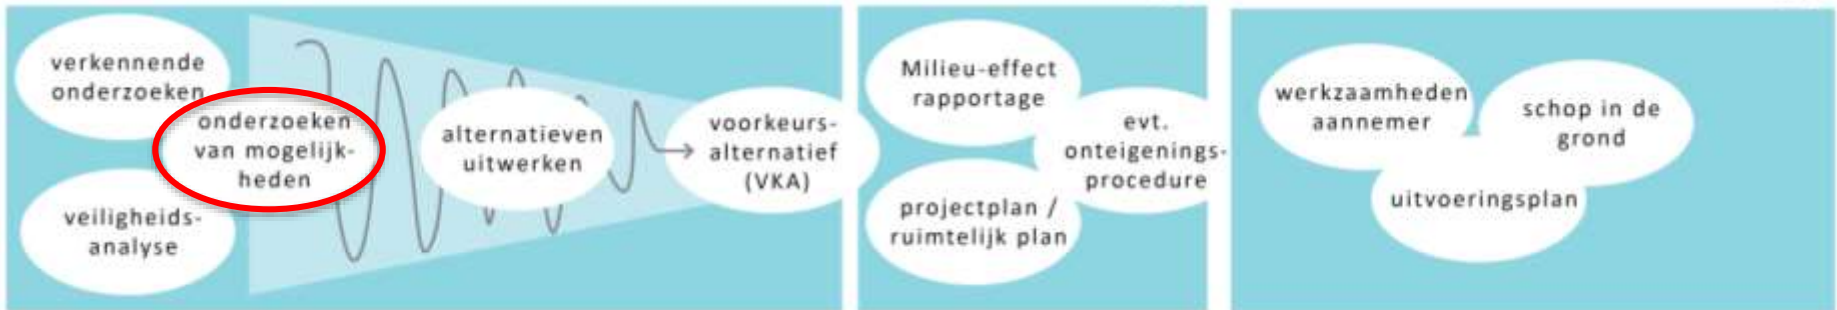 verkennende
onderzoeken
onderzoeken
van mogelijk-
heden
veiligheids-
analyse
alternatieven
uitwerken
voorkeurs-
alternatief
(VKA)
Milieu-effect
rapportage
evt.
onteigenings-
procedure
projectplan /
ruimtelijk plan
werkzaamheden
aannemer
schop in de
grond
uitvoeringsplan